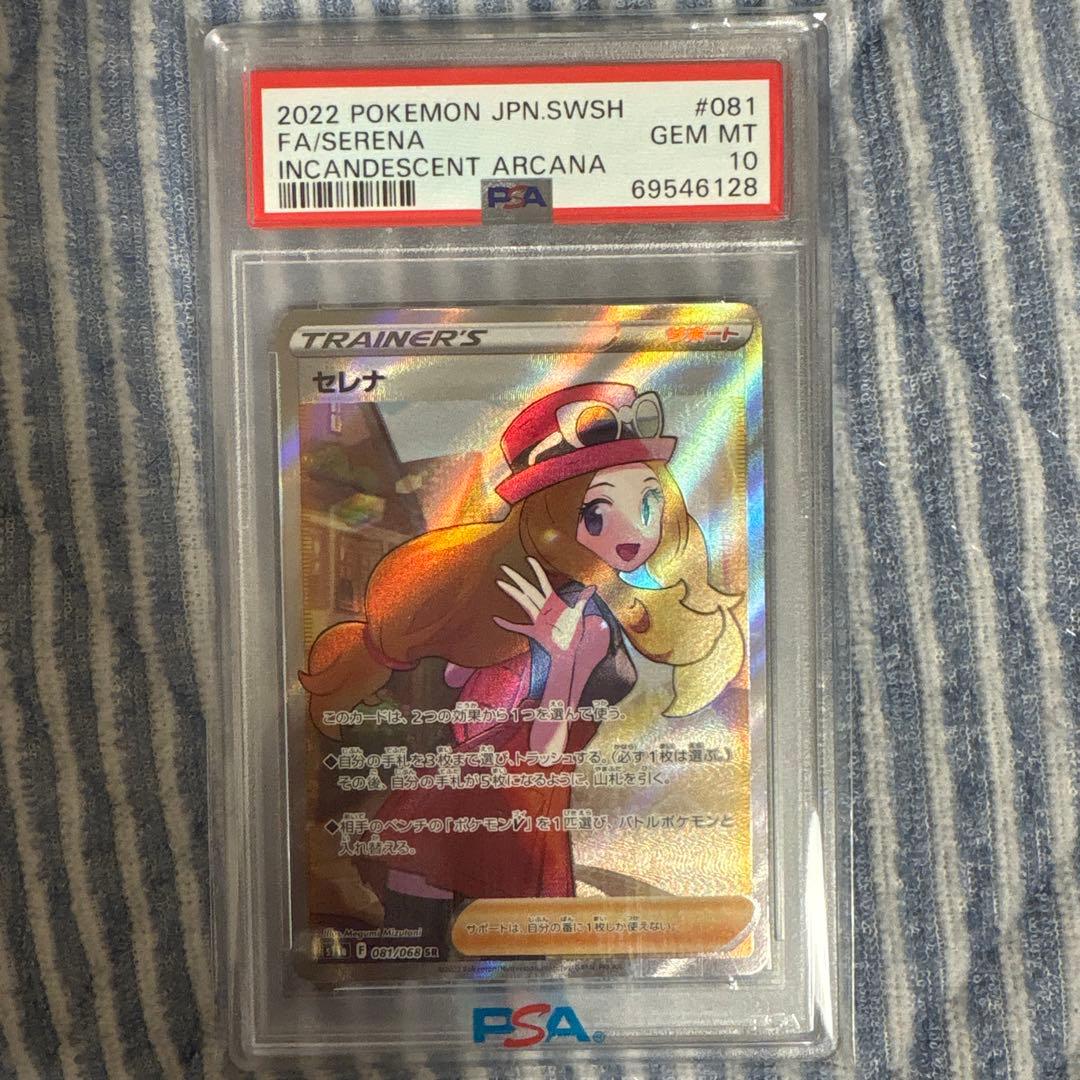 2022 POKEMON JPN.SWSH #081
FA/SERENA GEM MT
INCANDESCENT ARCANA 10
PSA 69546128
TRAINER'S サポート
セレナ
このカードは、2つの効果から1つを選んで使う。
◆自分の手札を3枚まで選び、トラッシュする。(必ず1枚は選ぶ。)
その後、自分の手札が5枚になるように、山札を引く。
◆相手のベンチの「ポケモンV」を1匹選び、バトルポケモンと
入れ替える。
サポートは、自分の番に1枚しか使えない。
Illus. Megumi Mizutani
F 081/068 SR
PSA